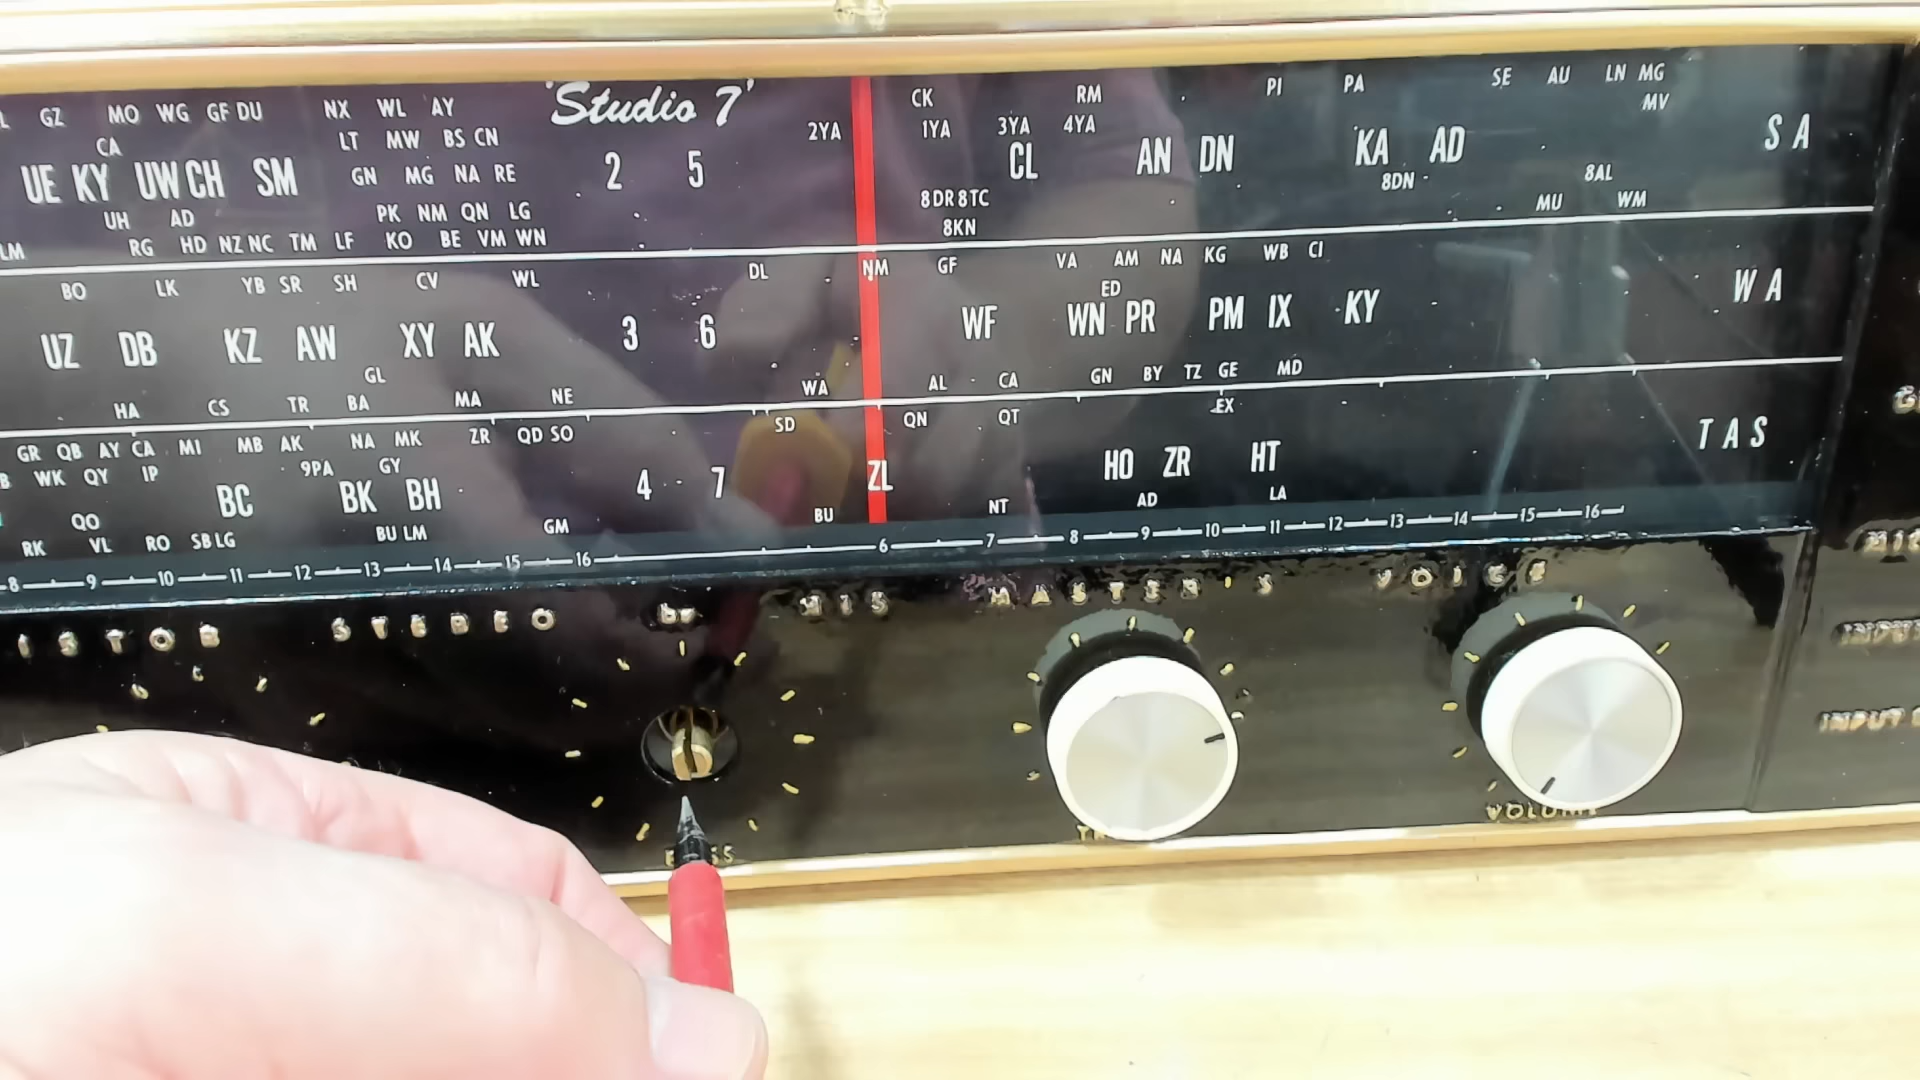 GZ MO WG GF DU NX WL AY 'Studio 7' CK RM PI PA SE AU LN MG
MV
CA LT MW BS CN 2YA 1YA 3YA 4YA
UE KY UW CH SM GN MG NA RE 2 5 CL AN DN KA AD SA
8DN 8AL
UH AD PK NM QN LG 8DR 8TC MU WM
LM RG HD NZ NC TM LF KO BE VM WN 8KN
BO LK YB SR SH CV WL DL NM GF VA AM NA KG WB CI
ED
UZ DB KZ AW XY AK 3 6 WF WN PR PM IX KY WA
GL
HA CS TR BA MA NE WA AL CA GN BY TZ GE MD
GR QB AY CA MI MB AK NA MK ZR QD SO SD QN QT EX
WK QY IP 9PA GY
BC BK BH 4 7 ZL HO ZR HT TAS
QO BU NT AD LA
RK VL RO SB LG BU LM GM
8 9 10 11 12 13 14 15 16 6 7 8 9 10 11 12 13 14 15 16
STEREO by HIS MASTER'S VOICE
BASS VOLUME
INPUT